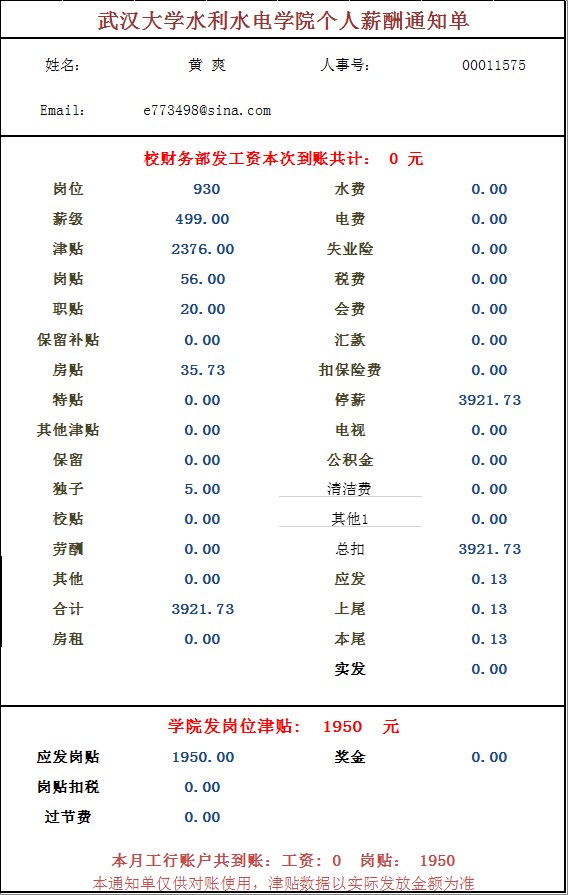 武汉大学水利水电学院个人薪酬通知单
姓名： 黄 爽 人事号： 00011575
Email： e773498@sina.com
校财务部发工资本次到账共计： 0 元
岗位 930 水费 0.00
薪级 499.00 电费 0.00
津贴 2376.00 失业险 0.00
岗贴 56.00 税费 0.00
职贴 20.00 会费 0.00
保留补贴 0.00 汇款 0.00
房贴 35.73 扣保险费 0.00
特贴 0.00 停薪 3921.73
其他津贴 0.00 电视 0.00
保留 0.00 公积金 0.00
独子 5.00 清洁费 0.00
校贴 0.00 其他1 0.00
劳酬 0.00 总扣 3921.73
其他 0.00 应发 0.13
合计 3921.73 上尾 0.13
房租 0.00 本尾 0.13
实发 0.00
学院发岗位津贴： 1950 元
应发岗贴 1950.00 奖金 0.00
岗贴扣税 0.00
过节费 0.00
本月工行账户共到账：工资：0 岗贴： 1950
本通知单仅供对账使用，津贴数据以实际发放金额为准